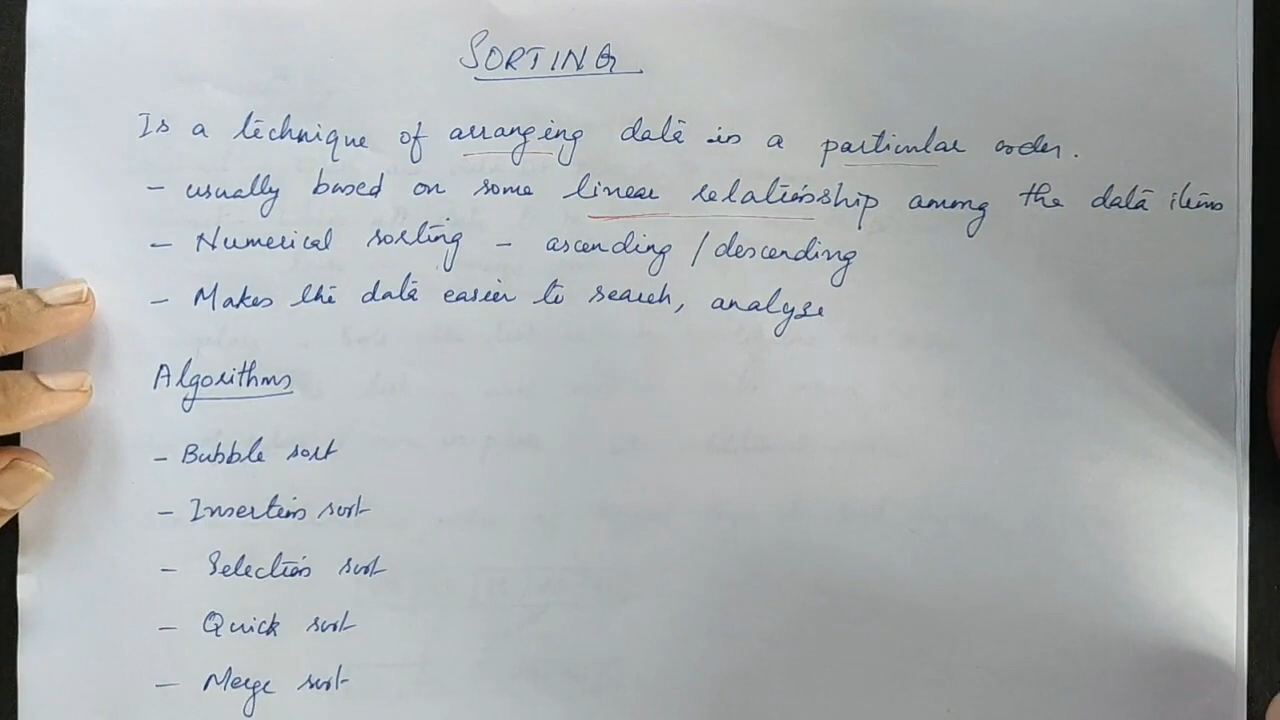 SORTING
Is a technique of arranging data in a particular order.
- usually based on some linear relationship among the data items
- Numerical sorting - ascending / descending
- Makes the data easier to search, analyse
Algorithms
- Bubble sort
- Insertion sort
- Selection sort
- Quick sort
- Merge sort